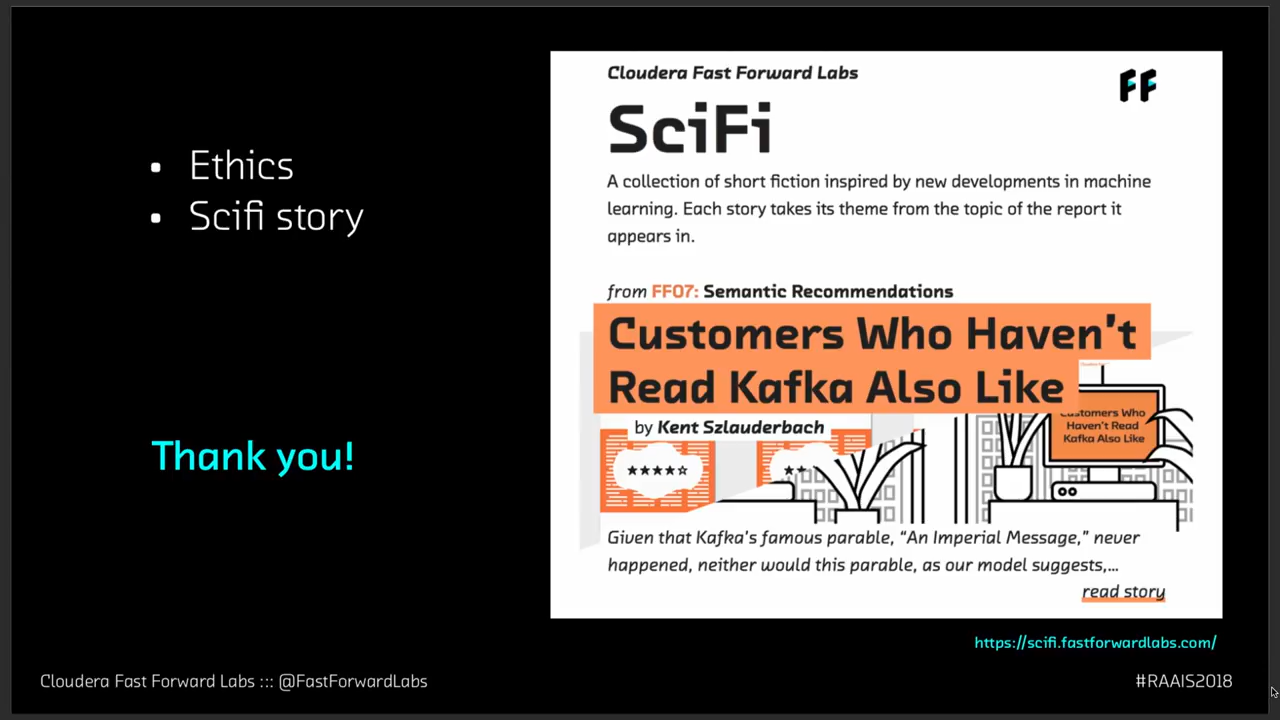 • Ethics
• Scifi story
Thank you!
Cloudera Fast Forward Labs
FF
SciFi
A collection of short fiction inspired by new developments in machine
learning. Each story takes its theme from the topic of the report it
appears in.
from FF07: Semantic Recommendations
Customers Who Haven't
Read Kafka Also Like
by Kent Szlauderbach
Customers Who
Haven't Read
Kafka Also Like
Given that Kafka's famous parable, “An Imperial Message,” never
happened, neither would this parable, as our model suggests,...
read story
https://scifi.fastforwardlabs.com/
Cloudera Fast Forward Labs ::: @FastForwardLabs
#RAAIS2018